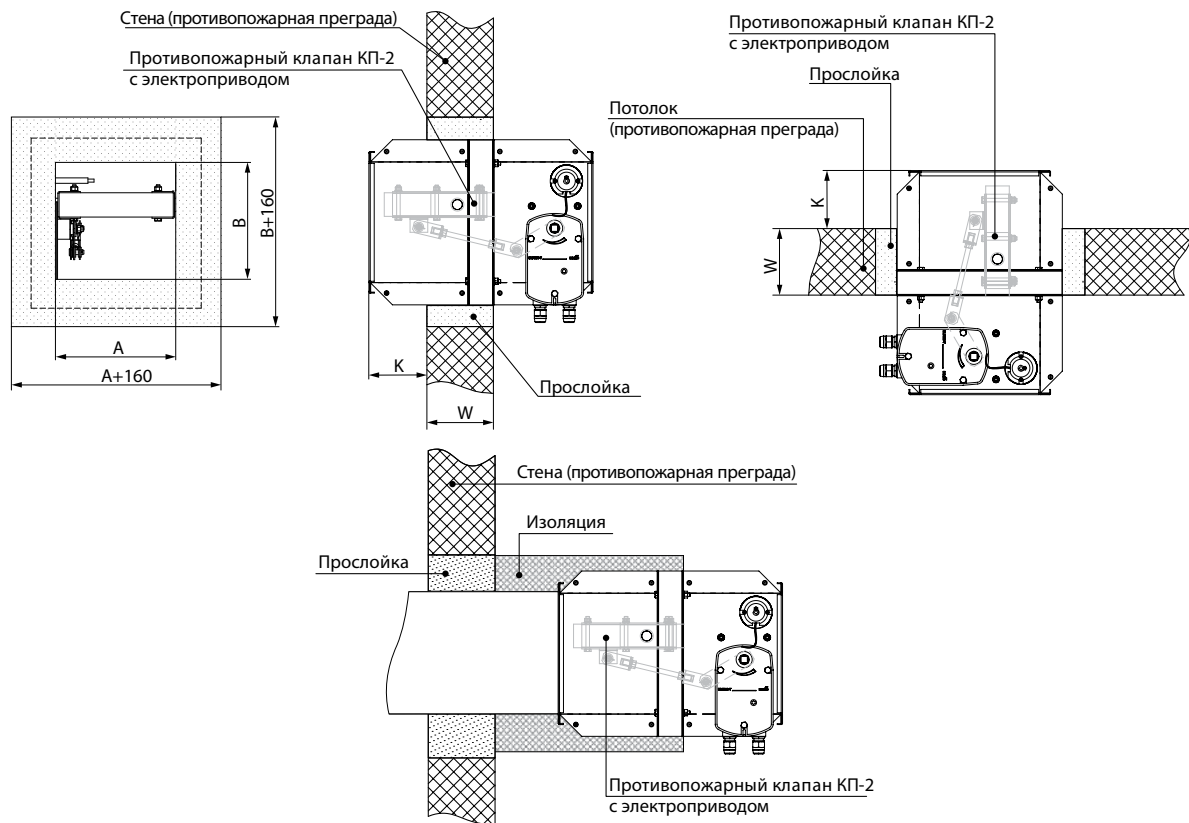 Стена (противопожарная преграда)
Противопожарный клапан КП-2
с электроприводом
B
B+160
A
A+160
K
W
Прослойка
Противопожарный клапан КП-2
с электроприводом
Прослойка
Потолок
(противопожарная преграда)
K
W
Стена (противопожарная преграда)
Изоляция
Прослойка
Противопожарный клапан КП-2
с электроприводом